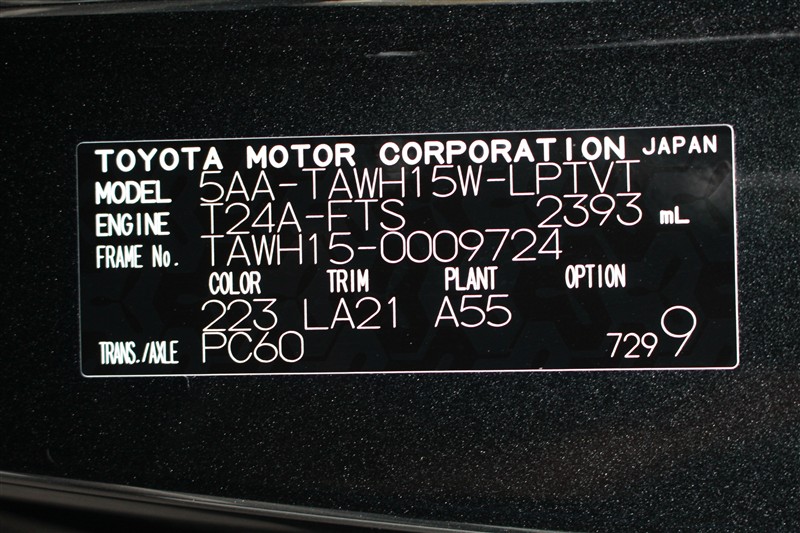 TOYOTA MOTOR CORPORATION JAPAN
MODEL 5AA-TAWH15W-LPTVT
ENGINE T24A-FTS 2393 mL
FRAME No. TAWH15-0009724
COLOR TRIM PLANT OPTION
223 LA21 A55
TRANS./AXLE PC60 729 9